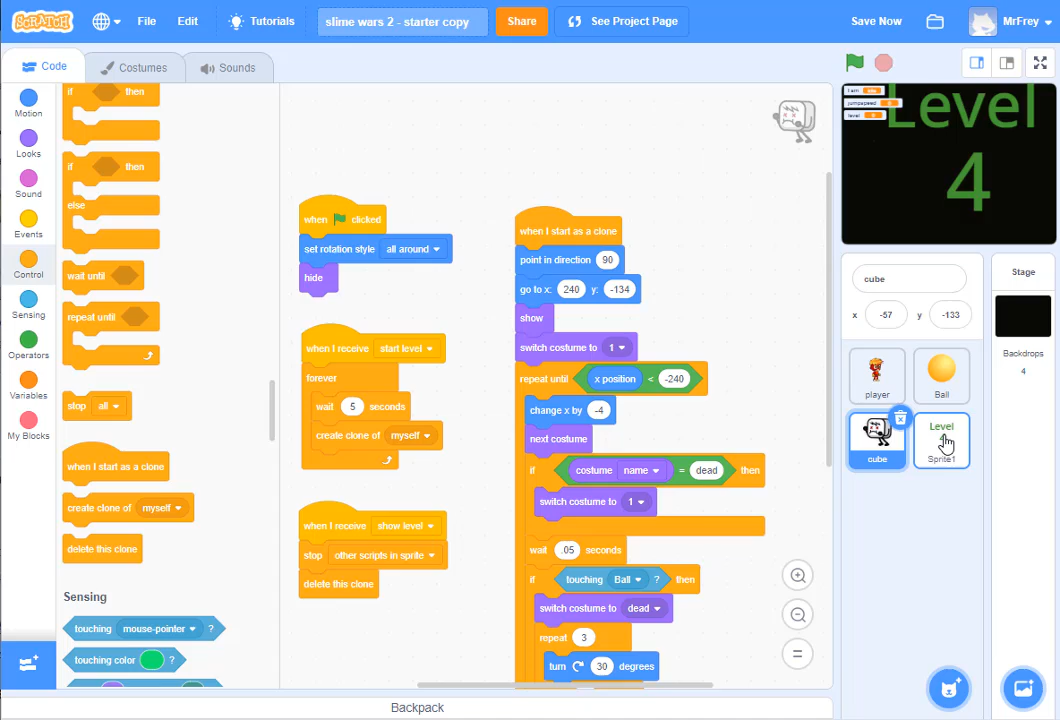 SCRATCH File Edit Tutorials slime wars 2 - starter copy Share See Project Page Save Now MrFrey
Code Costumes Sounds
Motion
Looks
Sound
Events
Control
Sensing
Operators
Variables
My Blocks
if then
if then
else
wait until
repeat until
stop all
when I start as a clone
create clone of myself
delete this clone
Sensing
touching mouse-pointer ?
touching color ?
when clicked
set rotation style all around
hide
when I receive start level
forever
wait 5 seconds
create clone of myself
when I receive show level
stop other scripts in sprite
delete this clone
when I start as a clone
point in direction 90
go to x: 240 y: -134
show
switch costume to 1
repeat until x position < -240
change x by -4
next costume
if costume name = dead then
switch costume to 1
wait .05 seconds
if touching Ball ? then
switch costume to dead
repeat 3
turn 30 degrees
Backpack
jumpspeed
level
Level
4
cube
x -57 y -133
player
Ball
cube
Level
Sprite1
Stage
Backdrops
4